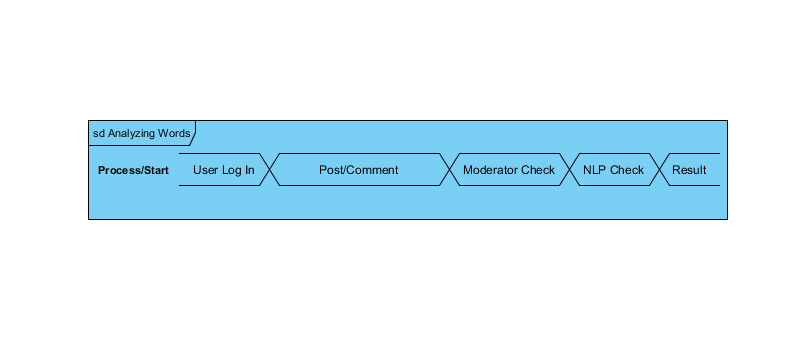 sd Analyzing Words
Process/Start User Log In Post/Comment Moderator Check NLP Check Result